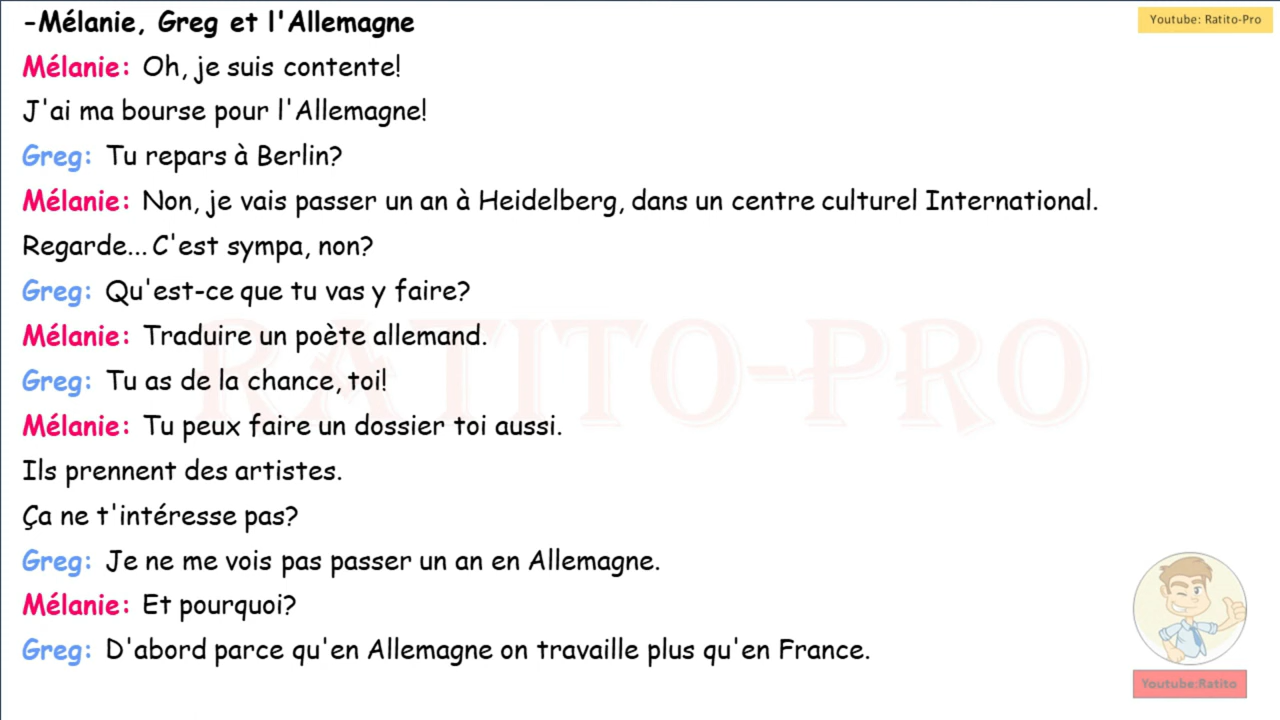 -Mélanie, Greg et l'Allemagne
Youtube: Ratito-Pro
Mélanie: Oh, je suis contente!
J'ai ma bourse pour l'Allemagne!
Greg: Tu repars à Berlin?
Mélanie: Non, je vais passer un an à Heidelberg, dans un centre culturel International.
Regarde... C'est sympa, non?
Greg: Qu'est-ce que tu vas y faire?
Mélanie: Traduire un poète allemand.
RATITO-PRO
Greg: Tu as de la chance, toi!
Mélanie: Tu peux faire un dossier toi aussi.
Ils prennent des artistes.
Ça ne t'intéresse pas?
Greg: Je ne me vois pas passer un an en Allemagne.
Mélanie: Et pourquoi?
Greg: D'abord parce qu'en Allemagne on travaille plus qu'en France.
Youtube:Ratito